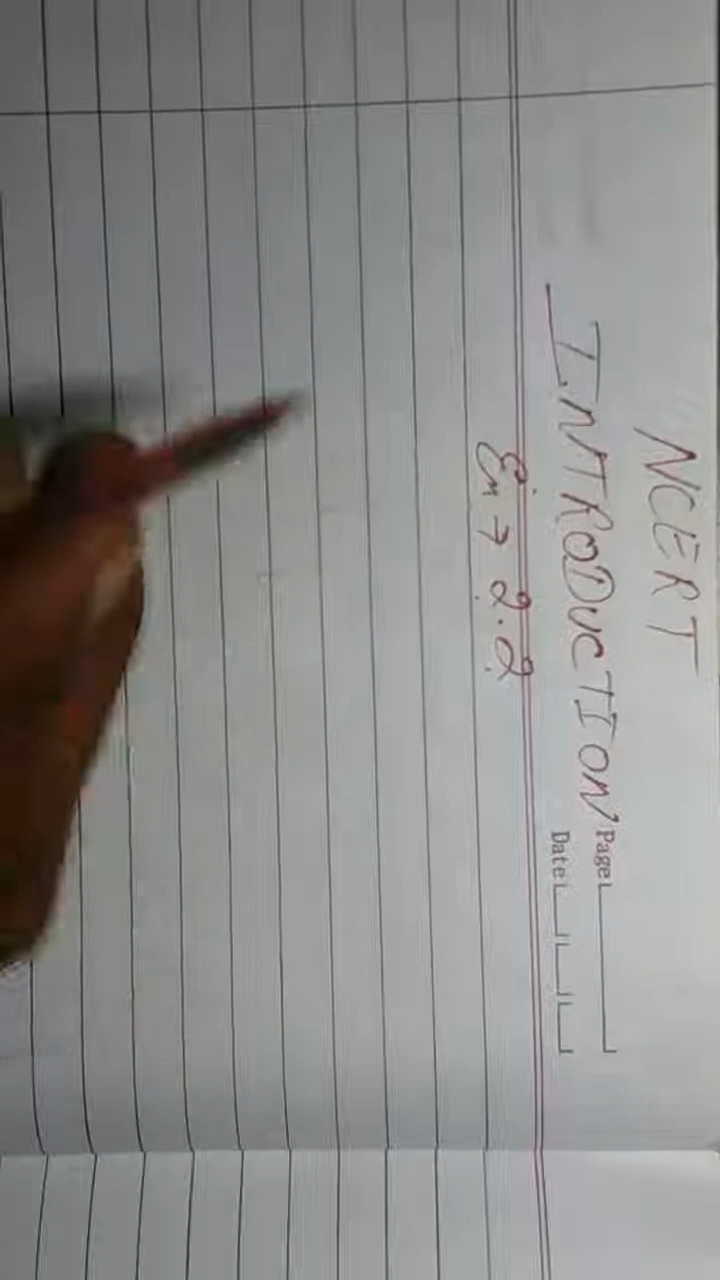 NCERT
INTRODUCTION
Page
Date
Ex → 2.2